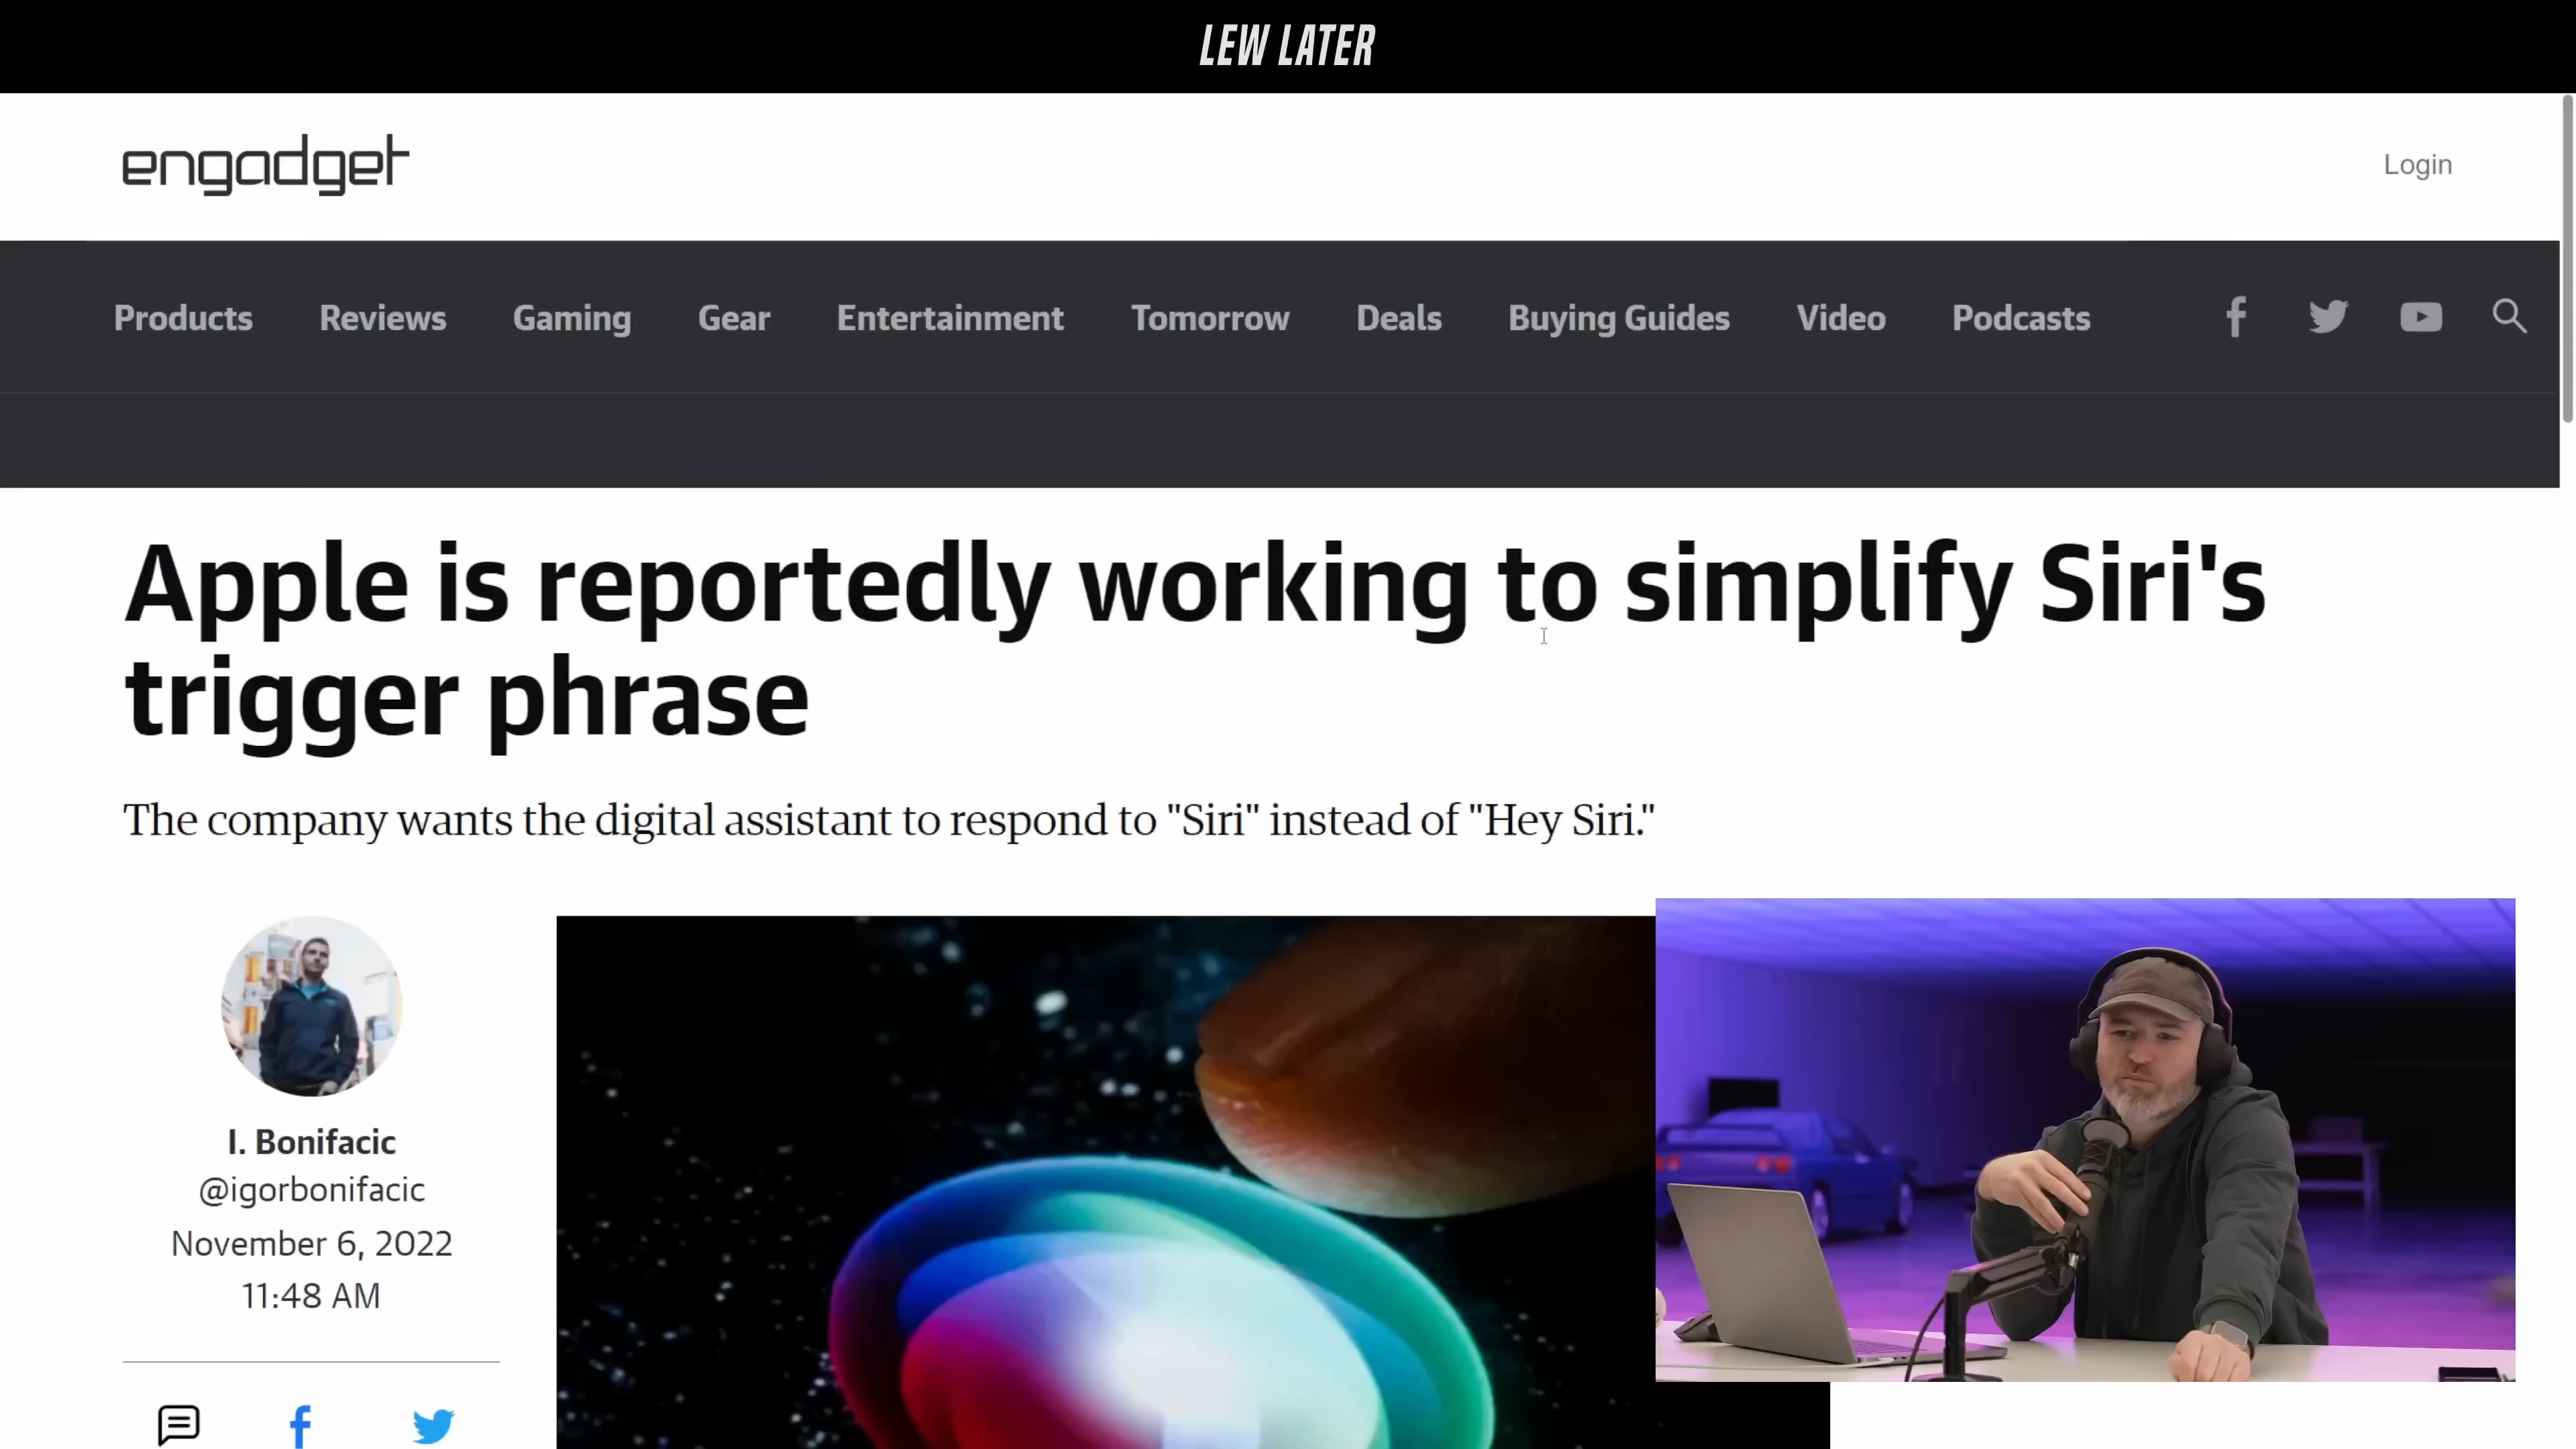 LEW LATER
engadget
Login
Products Reviews Gaming Gear Entertainment Tomorrow Deals Buying Guides Video Podcasts
Apple is reportedly working to simplify Siri's
trigger phrase
The company wants the digital assistant to respond to "Siri" instead of "Hey Siri."
I. Bonifacic
@igorbonifacic
November 6, 2022
11:48 AM